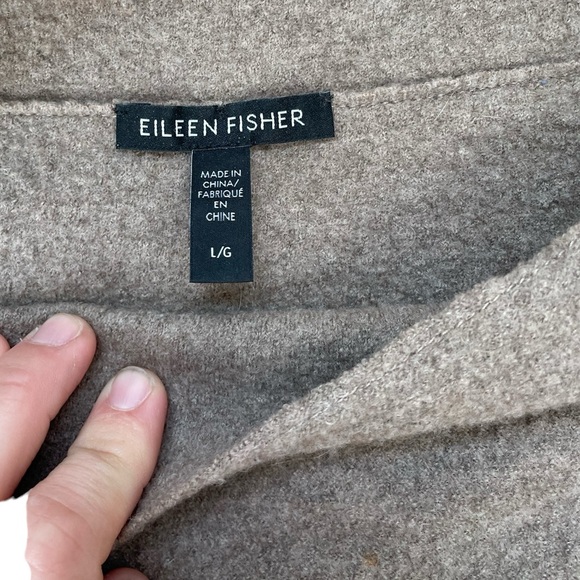 EILEEN FISHER
MADE IN
CHINA/
FABRIQUÉ
EN
CHINE
L/G